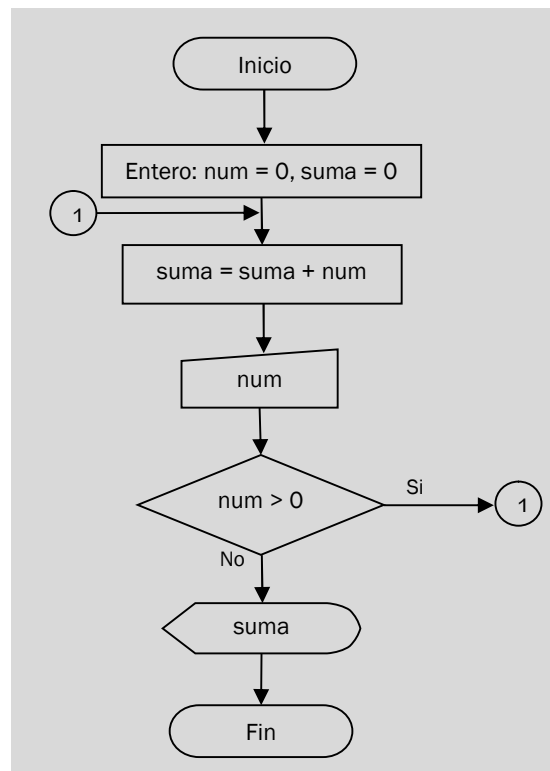 Inicio
Entero: num = 0, suma = 0
1
suma = suma + num
num
num > 0
Si
1
No
suma
Fin